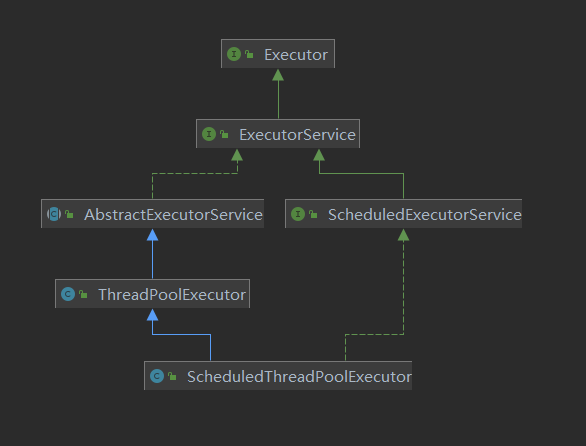 Executor
ExecutorService
AbstractExecutorService
ScheduledExecutorService
ThreadPoolExecutor
ScheduledThreadPoolExecutor